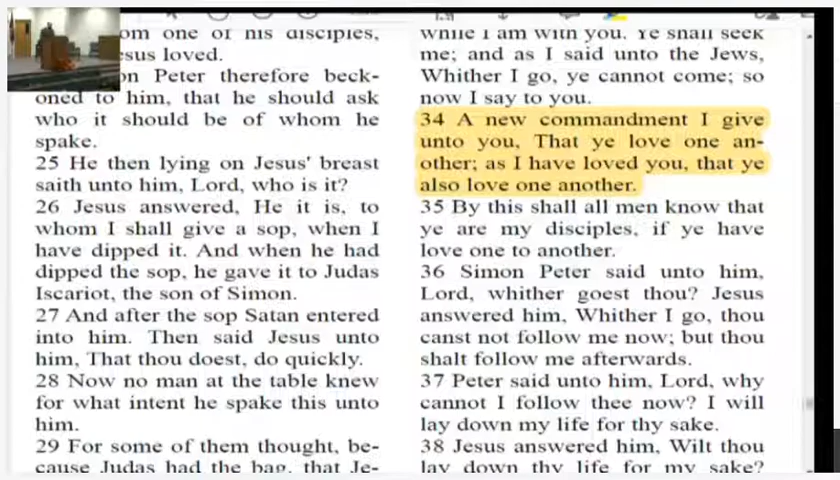 om one of his disciples,
sus loved.
on Peter therefore beck-
oned to him, that he should ask
who it should be of whom he
spake.
25 He then lying on Jesus' breast
saith unto him, Lord, who is it?
26 Jesus answered, He it is, to
whom I shall give a sop, when I
have dipped it. And when he had
dipped the sop, he gave it to Judas
Iscariot, the son of Simon.
27 And after the sop Satan entered
into him. Then said Jesus unto
him, That thou doest, do quickly.
28 Now no man at the table knew
for what intent he spake this unto
him.
29 For some of them thought, be-
cause Judas had the bag, that Je-
while I am with you. Ye shall seek
me; and as I said unto the Jews,
Whither I go, ye cannot come; so
now I say to you.
34 A new commandment I give
unto you, That ye love one an-
other; as I have loved you, that ye
also love one another.
35 By this shall all men know that
ye are my disciples, if ye have
love one to another.
36 Simon Peter said unto him,
Lord, whither goest thou? Jesus
answered him, Whither I go, thou
canst not follow me now; but thou
shalt follow me afterwards.
37 Peter said unto him, Lord, why
cannot I follow thee now? I will
lay down my life for thy sake.
38 Jesus answered him, Wilt thou
lay down thy life for my sake?